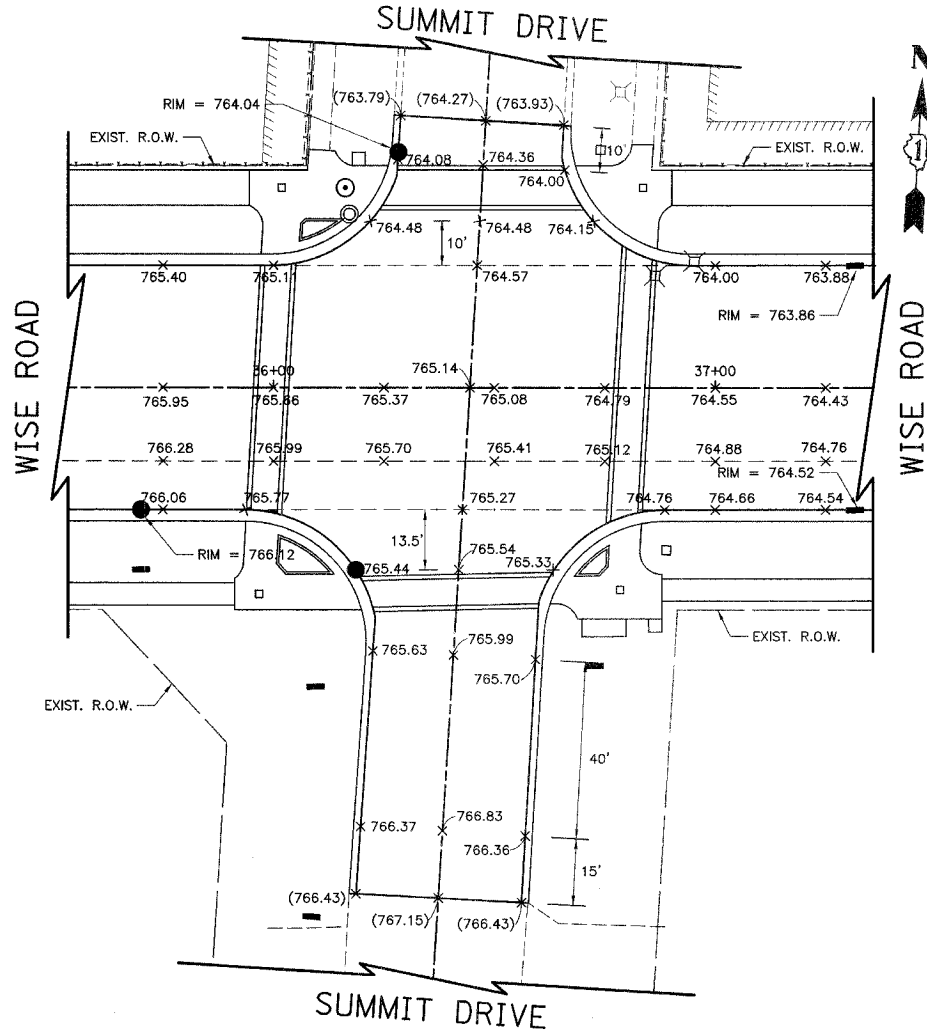 SUMMIT DRIVE
N
(763.79) (764.27) (763.93)
RIM = 764.04
EXIST. R.O.W.
EXIST. R.O.W.
10'
764.08 764.36
764.00
764.48 764.48 764.15
10'
765.40 765.1 764.57 764.00 763.88
RIM = 763.86
WISE ROAD
WISE ROAD
765.14
36+00 37+00
765.95 765.86 765.37 765.08 764.79 764.55 764.43
766.28 765.99 765.70 765.41 765.12 764.88 764.76
RIM = 764.52
766.06 765.77 765.27 764.76 764.66 764.54
13.5'
RIM = 766.12
765.44 765.54 765.33
EXIST. R.O.W.
765.63 765.99
765.70
EXIST. R.O.W.
40'
766.37 766.83
766.36
15'
(766.43)
(767.15) (766.43)
SUMMIT DRIVE